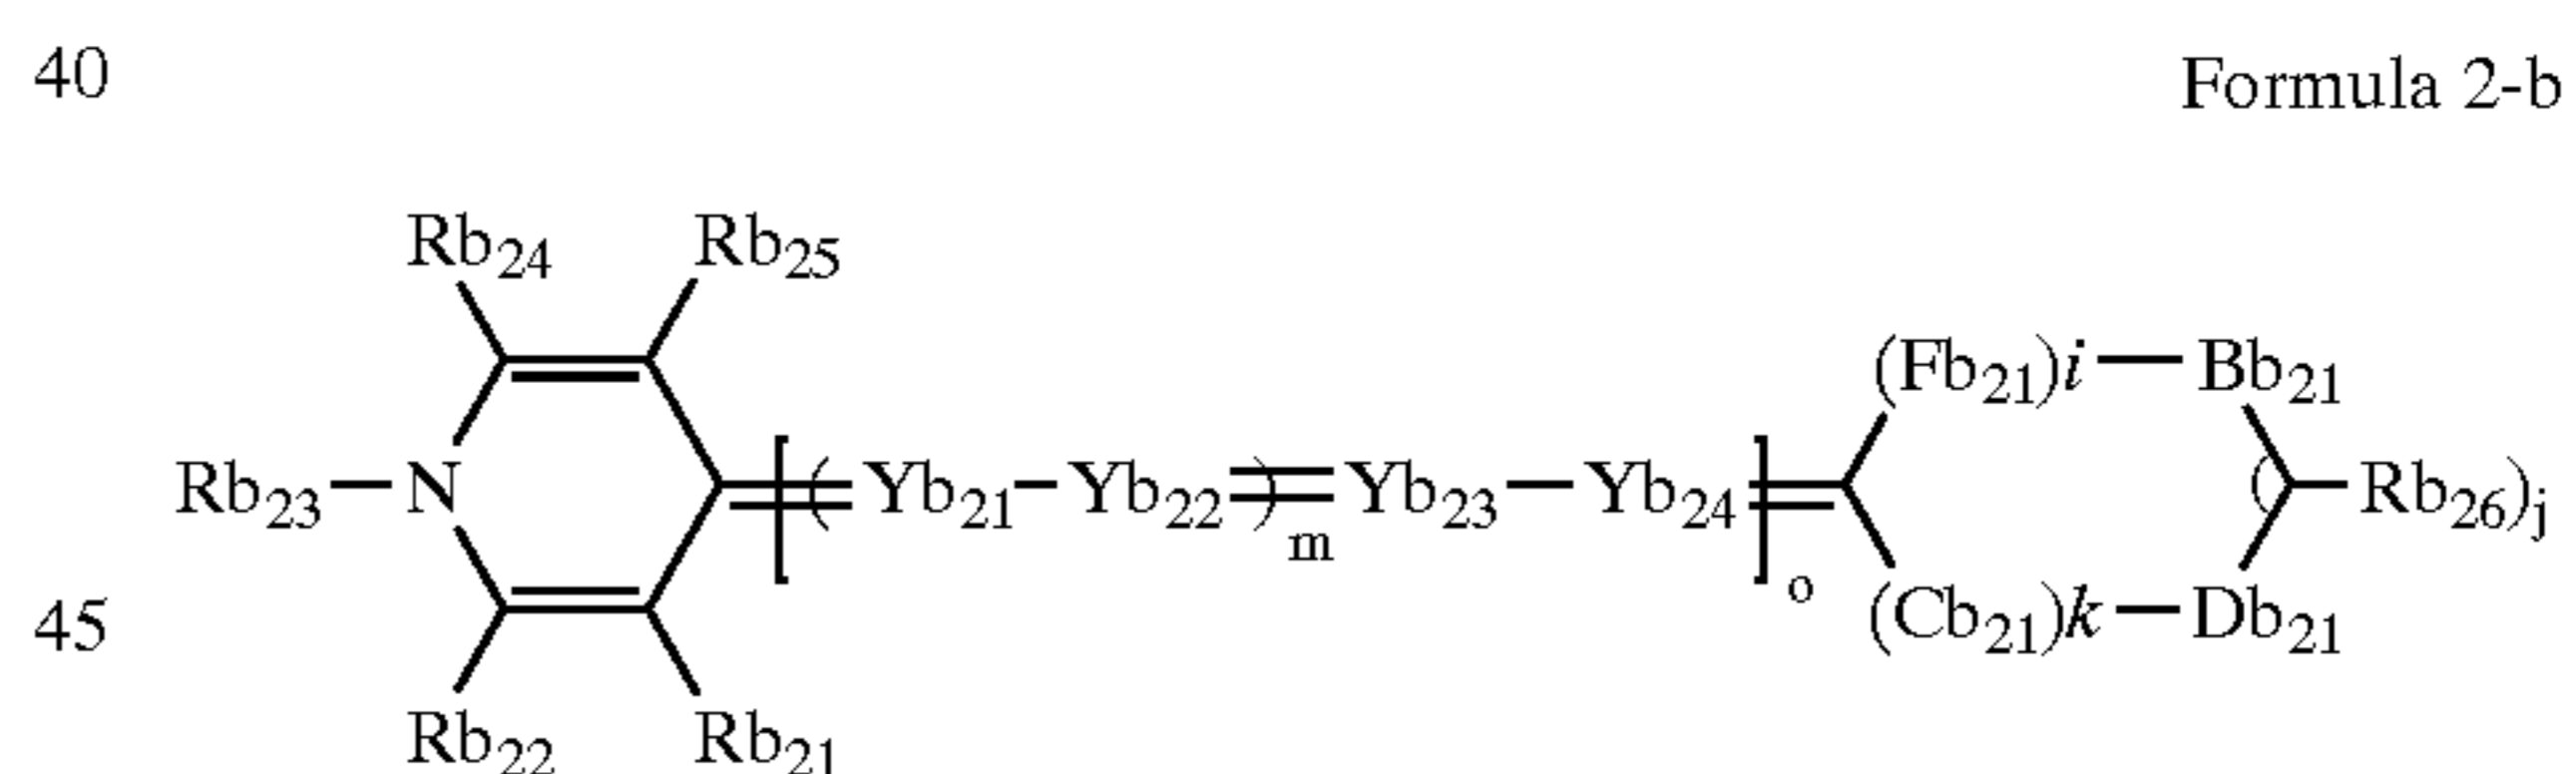 40 Formula 2-b
Rb24 Rb25
(Fb21)i — Bb21
Rb23 — N [ ( Yb21 — Yb22 )m Yb23 — Yb24 ]o ( Rb26)j
45 (Cb21)k — Db21
Rb22 Rb21